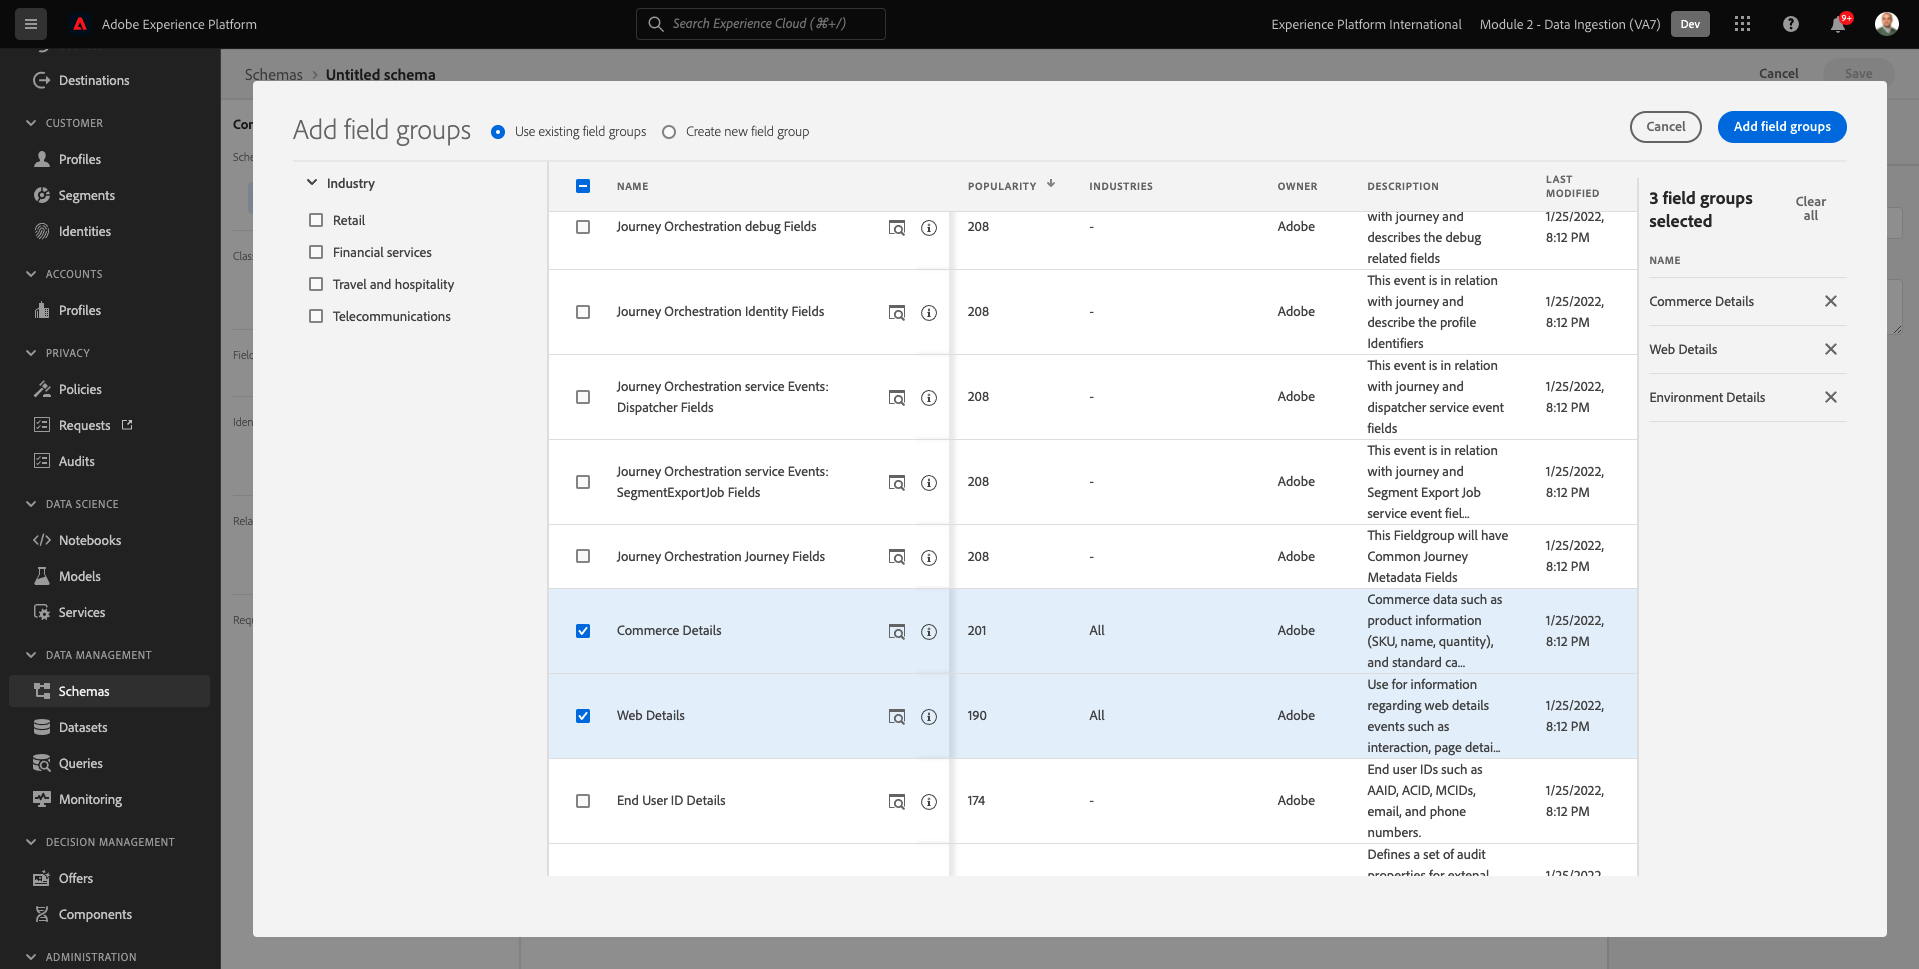 Adobe Experience Platform
Search Experience Cloud (⌘+/)
Experience Platform International
Module 2 - Data Ingestion (VA7)
Dev
9+
Destinations
CUSTOMER
Profiles
Segments
Identities
ACCOUNTS
Profiles
PRIVACY
Policies
Requests
Audits
DATA SCIENCE
Notebooks
Models
Services
DATA MANAGEMENT
Schemas
Datasets
Queries
Monitoring
DECISION MANAGEMENT
Offers
Components
ADMINISTRATION
Schemas > Untitled schema
Cancel
Save
Add field groups
Use existing field groups
Create new field group
Cancel
Add field groups
Industry
Retail
Financial services
Travel and hospitality
Telecommunications
NAME
POPULARITY ↓
INDUSTRIES
OWNER
DESCRIPTION
LAST
MODIFIED
Journey Orchestration debug Fields
208
-
Adobe
with journey and
describes the debug
related fields
1/25/2022,
8:12 PM
Journey Orchestration Identity Fields
208
-
Adobe
This event is in relation
with journey and
describe the profile
Identifiers
1/25/2022,
8:12 PM
Journey Orchestration service Events:
Dispatcher Fields
208
-
Adobe
This event is in relation
with journey and
dispatcher service event
fields
1/25/2022,
8:12 PM
Journey Orchestration service Events:
SegmentExportJob Fields
208
-
Adobe
This event is in relation
with journey and
Segment Export Job
service event fiel...
1/25/2022,
8:12 PM
Journey Orchestration Journey Fields
208
-
Adobe
This Fieldgroup will have
Common Journey
Metadata Fields
1/25/2022,
8:12 PM
Commerce Details
201
All
Adobe
Commerce data such as
product information
(SKU, name, quantity),
and standard ca...
1/25/2022,
8:12 PM
Web Details
190
All
Adobe
Use for information
regarding web details
events such as
interaction, page detai...
1/25/2022,
8:12 PM
End User ID Details
174
-
Adobe
End user IDs such as
AAID, ACID, MCIDs,
email, and phone
numbers.
1/25/2022,
8:12 PM
Defines a set of audit
properties for extenal
1/25/2022
3 field groups
selected
Clear
all
NAME
Commerce Details
Web Details
Environment Details